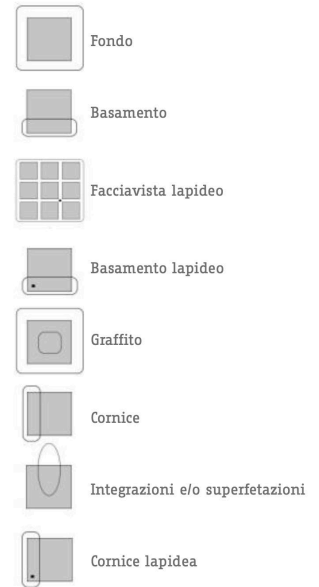 Fondo
Basamento
Facciavista lapideo
Basamento lapideo
Graffito
Cornice
Integrazioni e/o superfetazioni
Cornice lapidea